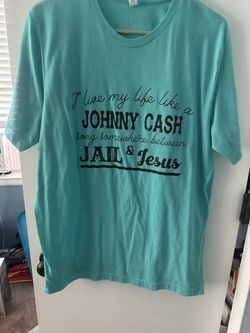 I live my life like a
JOHNNY CASH
song somewhere between
JAIL & Jesus